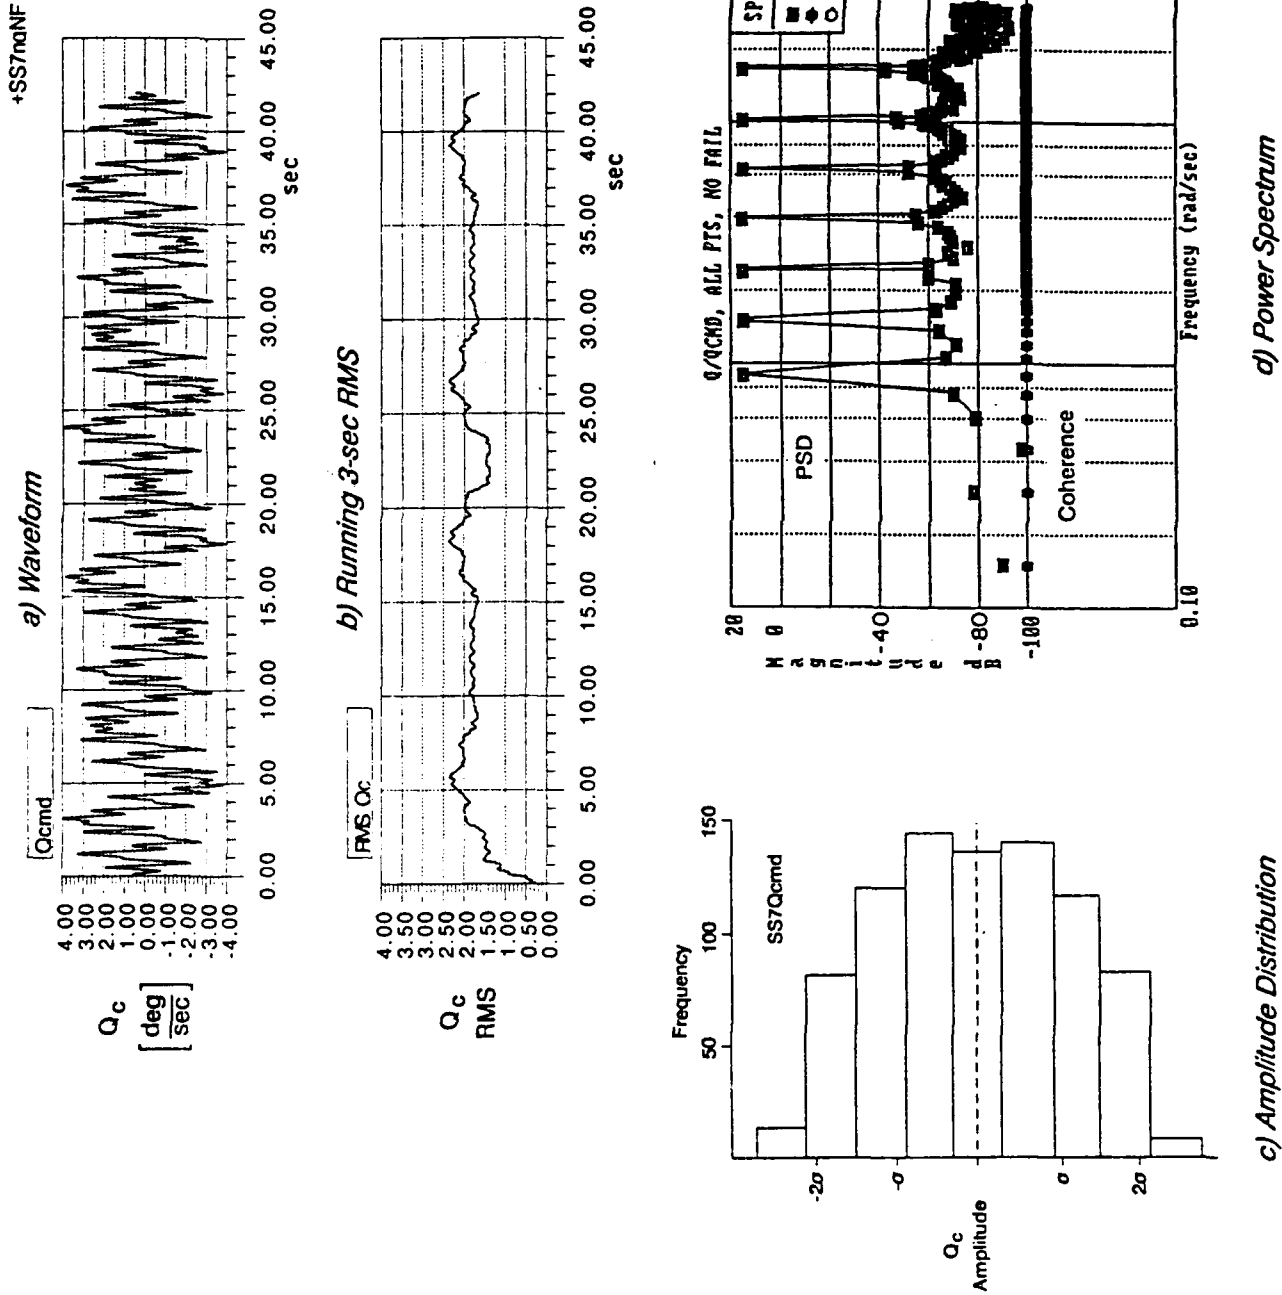 +SS7nqNF
a) Waveform
Qcmd
Qc
[deg/sec]
4.00
3.00
2.00
1.00
0.00
-1.00
-2.00
-3.00
-4.00
0.00 5.00 10.00 15.00 20.00 25.00 30.00 35.00 40.00 45.00
sec
b) Running 3-sec RMS
RMS Qc
Qc
RMS
4.00
3.50
3.00
2.50
2.00
1.50
1.00
0.50
0.00
0.00 5.00 10.00 15.00 20.00 25.00 30.00 35.00 40.00 45.00
sec
Frequency
50 100 150
SS7Qcmd
-2σ
-σ
σ
2σ
Qc
Amplitude
c) Amplitude Distribution
Q/QCMD, ALL PTS, NO FAIL
SP
20
0
-40
-80
-100
Magnitude dB
PSD
Coherence
0.10
Frequency (rad/sec)
d) Power Spectrum